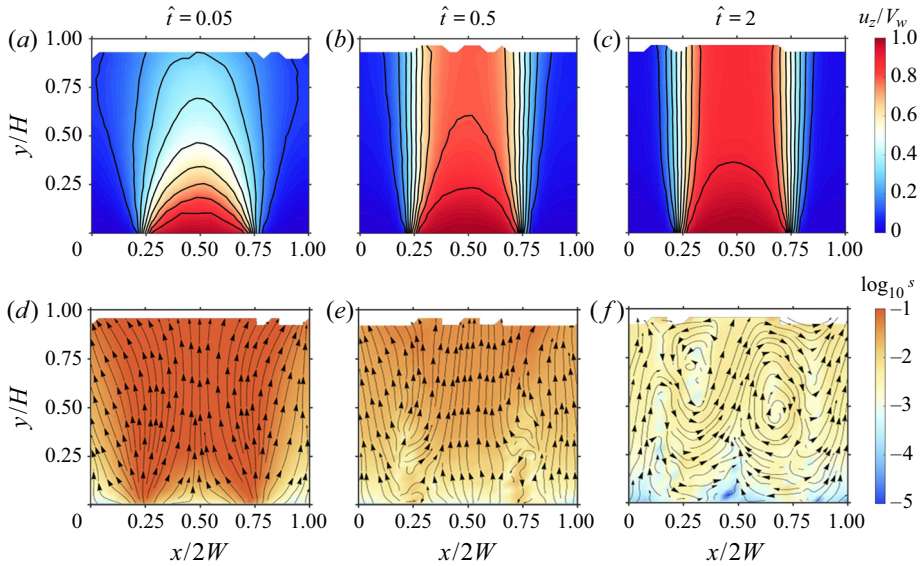 t̂ = 0.05 t̂ = 0.5 t̂ = 2 u_z/V_w
(a) (b) (c)
1.00 1.0
0.75 0.8
y/H 0.50 0.6
0.25 0.4
0.2
0 0.25 0.50 0.75 1.00 0 0.25 0.50 0.75 1.00 0 0.25 0.50 0.75 1.00 0
log₁₀ s
(d) (e) (f)
1.00 -1
0.75 -2
y/H 0.50 -3
0.25 -4
-5
0 0.25 0.50 0.75 1.00 0 0.25 0.50 0.75 1.00 0 0.25 0.50 0.75 1.00
x/2W x/2W x/2W